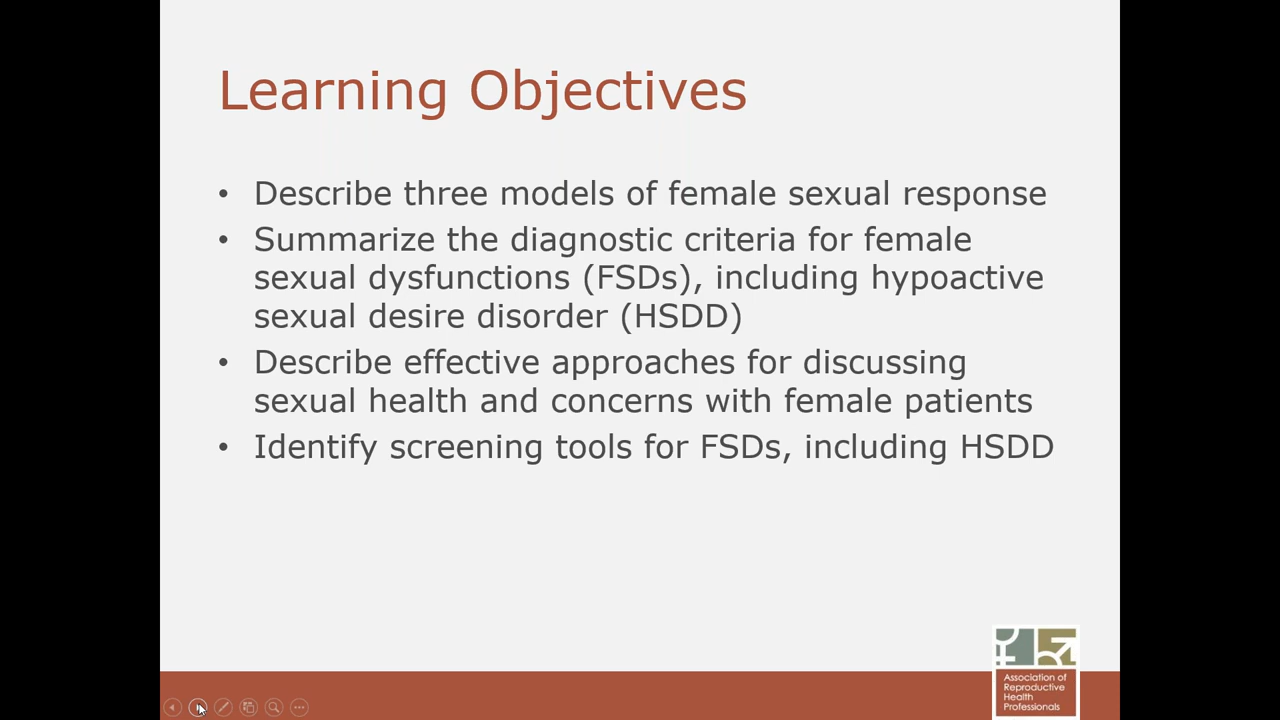 Learning Objectives
• Describe three models of female sexual response
• Summarize the diagnostic criteria for female
sexual dysfunctions (FSDs), including hypoactive
sexual desire disorder (HSDD)
• Describe effective approaches for discussing
sexual health and concerns with female patients
• Identify screening tools for FSDs, including HSDD
Association of
Reproductive
Health
Professionals